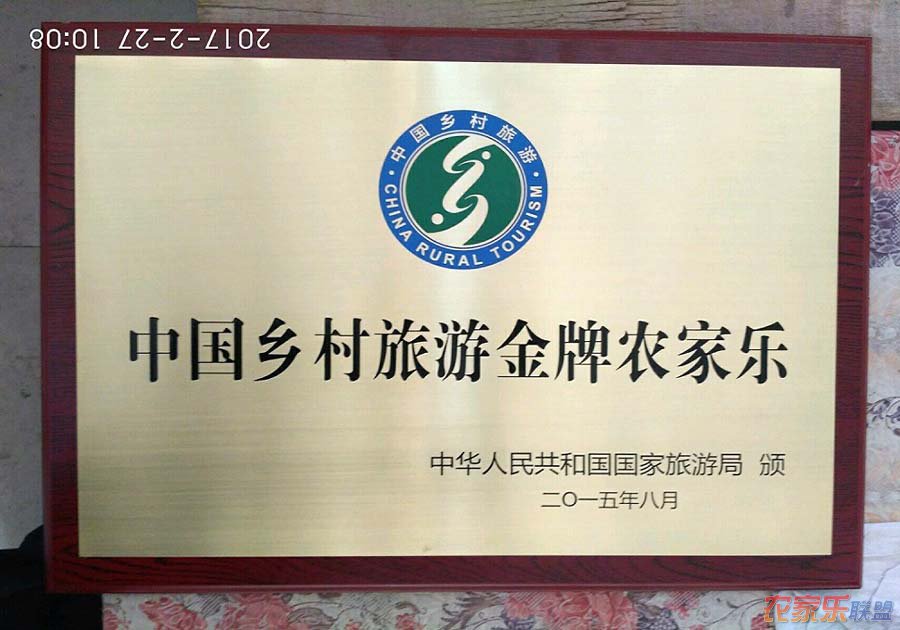 2017-2-27 10:08
中国乡村旅游
CHINA RURAL TOURISM
中国乡村旅游金牌农家乐
中华人民共和国国家旅游局 颁
二〇一五年八月
农家乐联盟